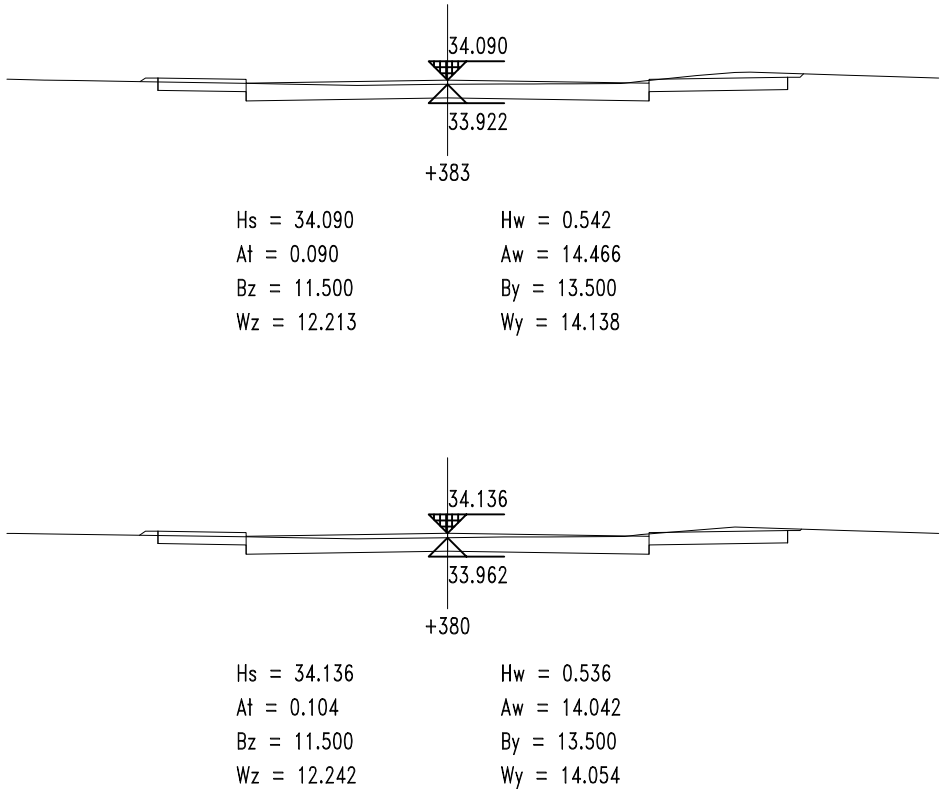 34.090
33.922
+383
Hs = 34.090 Hw = 0.542
At = 0.090 Aw = 14.466
Bz = 11.500 By = 13.500
Wz = 12.213 Wy = 14.138
34.136
33.962
+380
Hs = 34.136 Hw = 0.536
At = 0.104 Aw = 14.042
Bz = 11.500 By = 13.500
Wz = 12.242 Wy = 14.054